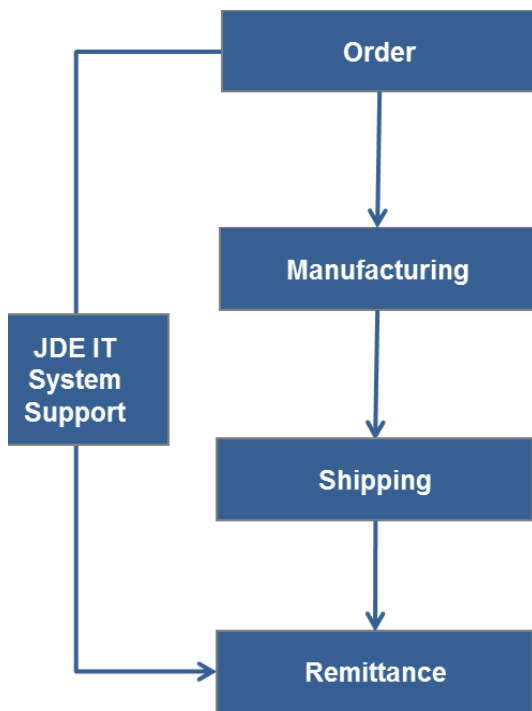 Order
Manufacturing
JDE IT
System
Support
Shipping
Remittance